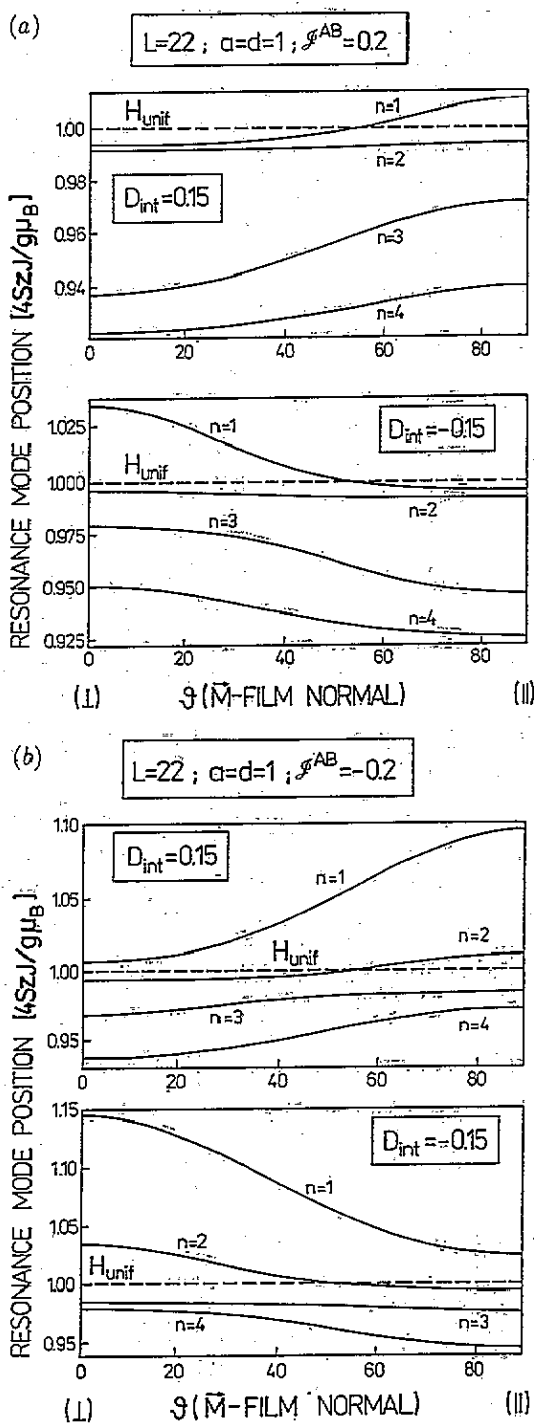 (a)
L=22 ; a=d=1 ; 𝒥^AB=0.2
RESONANCE MODE POSITION [4SzJ/gμ_B]
H_unif
n=1
1.00
n=2
0.98
D_int=0.15
0.96
n=3
0.94
n=4
0 20 40 60 80
1.025
n=1
D_int=-0.15
H_unif
1.000
n=2
n=3
0.975
0.950
n=4
0.925
0 20 40 60 80
(⊥) ϑ(M⃗-FILM NORMAL) (||)
(b)
L=22 ; a=d=1 ; 𝒥^AB=-0.2
RESONANCE MODE POSITION [4SzJ/gμ_B]
1.10
D_int=0.15
n=1
1.05
n=2
H_unif
1.00
n=3
n=4
0.95
0 20 40 60 80
1.15
D_int=-0.15
1.10
n=1
1.05
n=2
H_unif
1.00
n=4
n=3
0.95
0 20 40 60 80
(⊥) ϑ(M⃗-FILM NORMAL) (||)